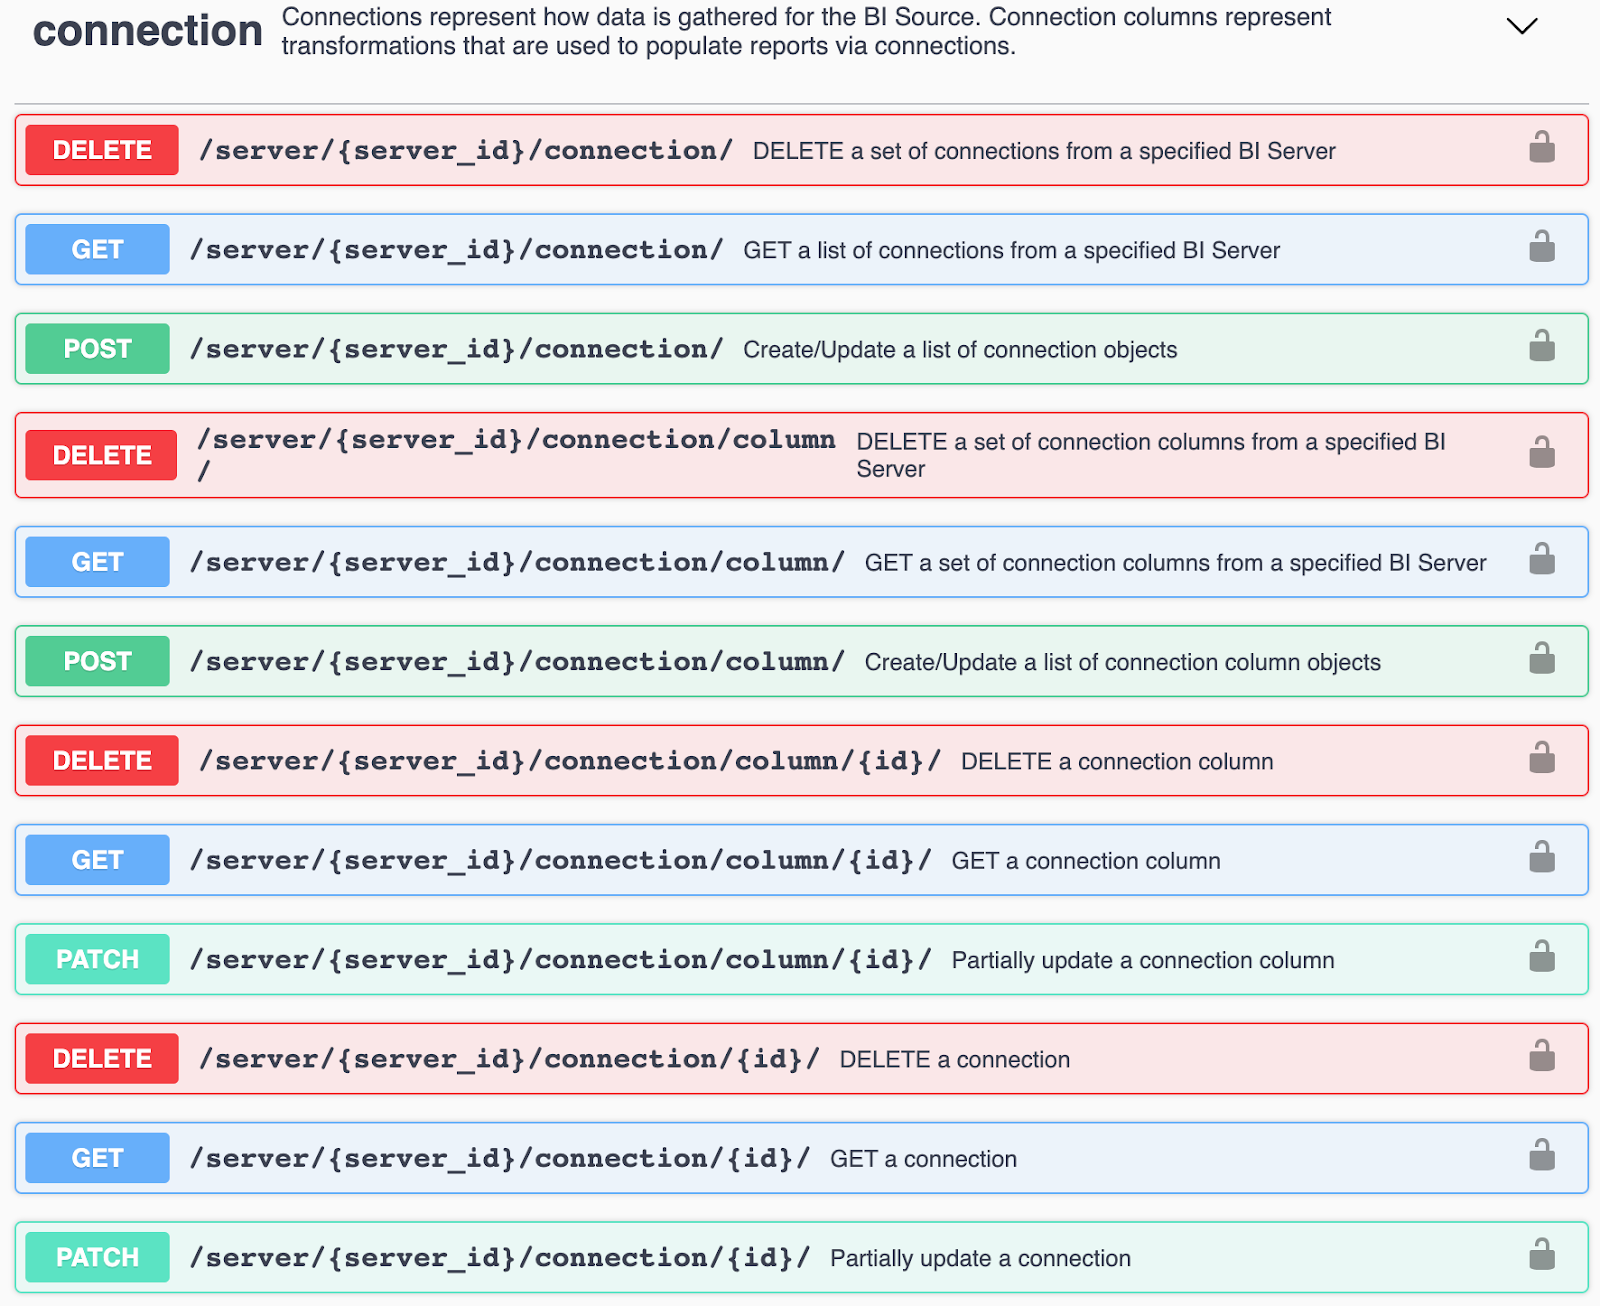 connection
Connections represent how data is gathered for the BI Source. Connection columns represent
transformations that are used to populate reports via connections.
DELETE /server/{server_id}/connection/ DELETE a set of connections from a specified BI Server
GET /server/{server_id}/connection/ GET a list of connections from a specified BI Server
POST /server/{server_id}/connection/ Create/Update a list of connection objects
DELETE /server/{server_id}/connection/column DELETE a set of connection columns from a specified BI
/ Server
GET /server/{server_id}/connection/column/ GET a set of connection columns from a specified BI Server
POST /server/{server_id}/connection/column/ Create/Update a list of connection column objects
DELETE /server/{server_id}/connection/column/{id}/ DELETE a connection column
GET /server/{server_id}/connection/column/{id}/ GET a connection column
PATCH /server/{server_id}/connection/column/{id}/ Partially update a connection column
DELETE /server/{server_id}/connection/{id}/ DELETE a connection
GET /server/{server_id}/connection/{id}/ GET a connection
PATCH /server/{server_id}/connection/{id}/ Partially update a connection